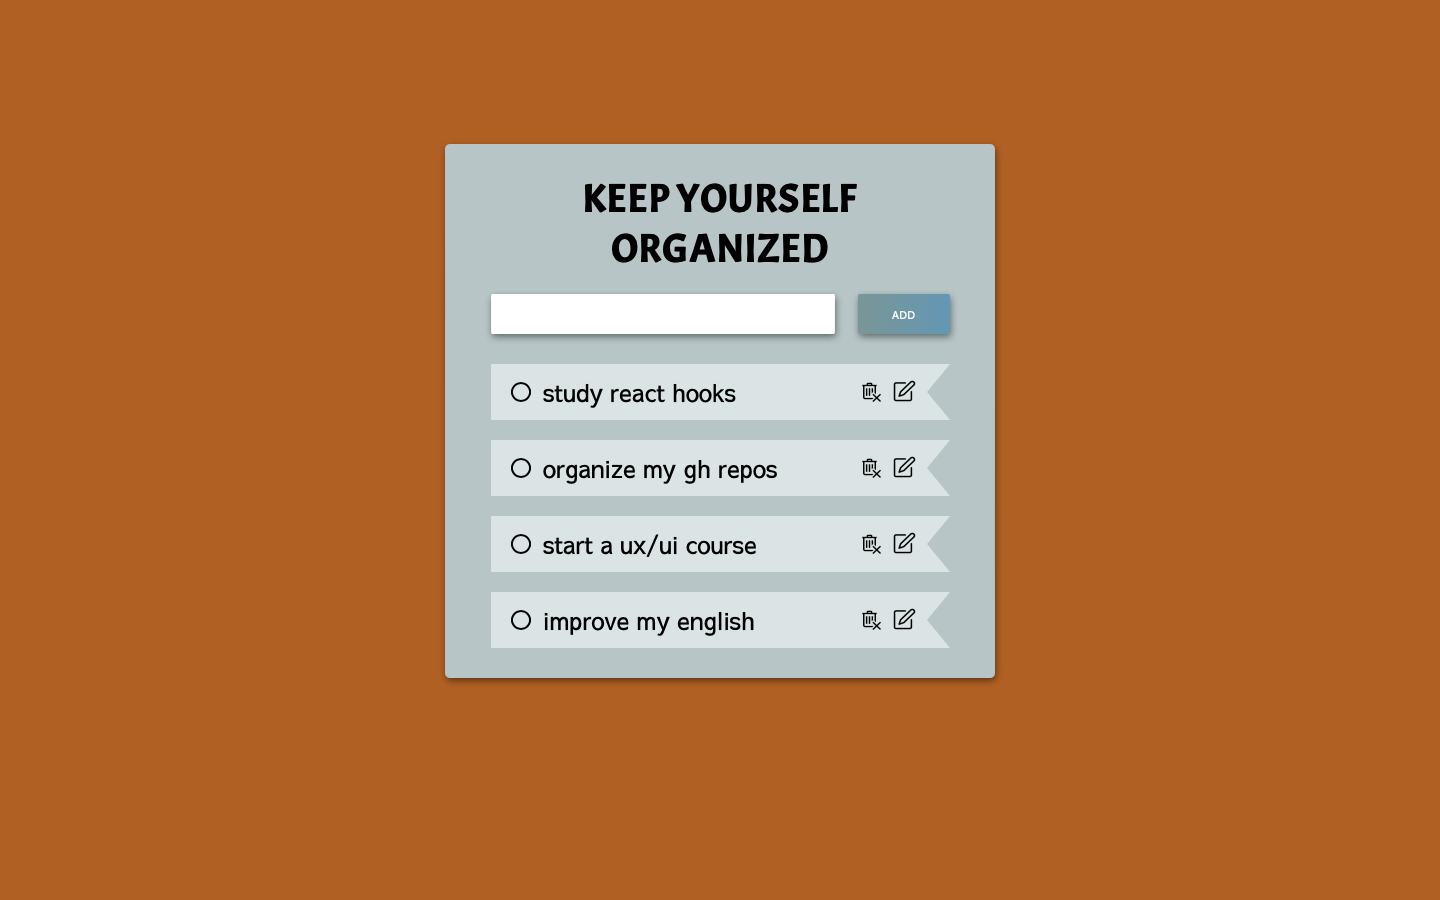 KEEP YOURSELF
ORGANIZED
ADD
study react hooks
organize my gh repos
start a ux/ui course
improve my english